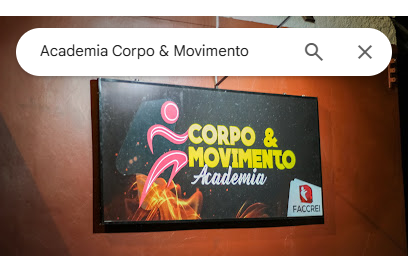 Academia Corpo & Movimento
CORPO &
MOVIMENTO
Academia
FACCREI